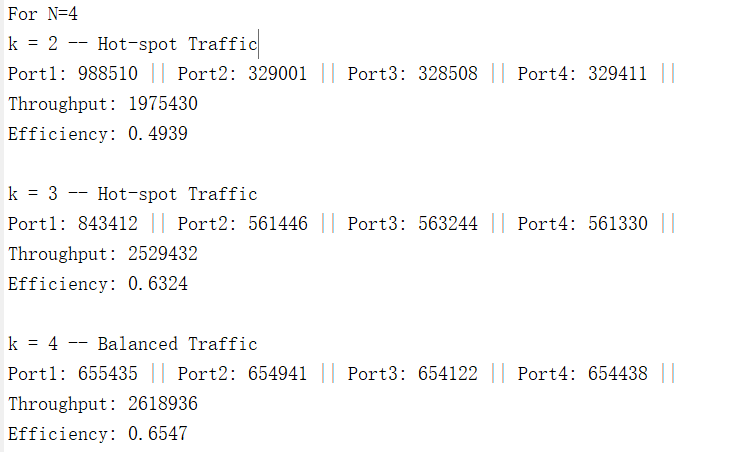 For N=4
k = 2 -- Hot-spot Traffic
Port1: 988510 || Port2: 329001 || Port3: 328508 || Port4: 329411 ||
Throughput: 1975430
Efficiency: 0.4939
k = 3 -- Hot-spot Traffic
Port1: 843412 || Port2: 561446 || Port3: 563244 || Port4: 561330 ||
Throughput: 2529432
Efficiency: 0.6324
k = 4 -- Balanced Traffic
Port1: 655435 || Port2: 654941 || Port3: 654122 || Port4: 654438 ||
Throughput: 2618936
Efficiency: 0.6547